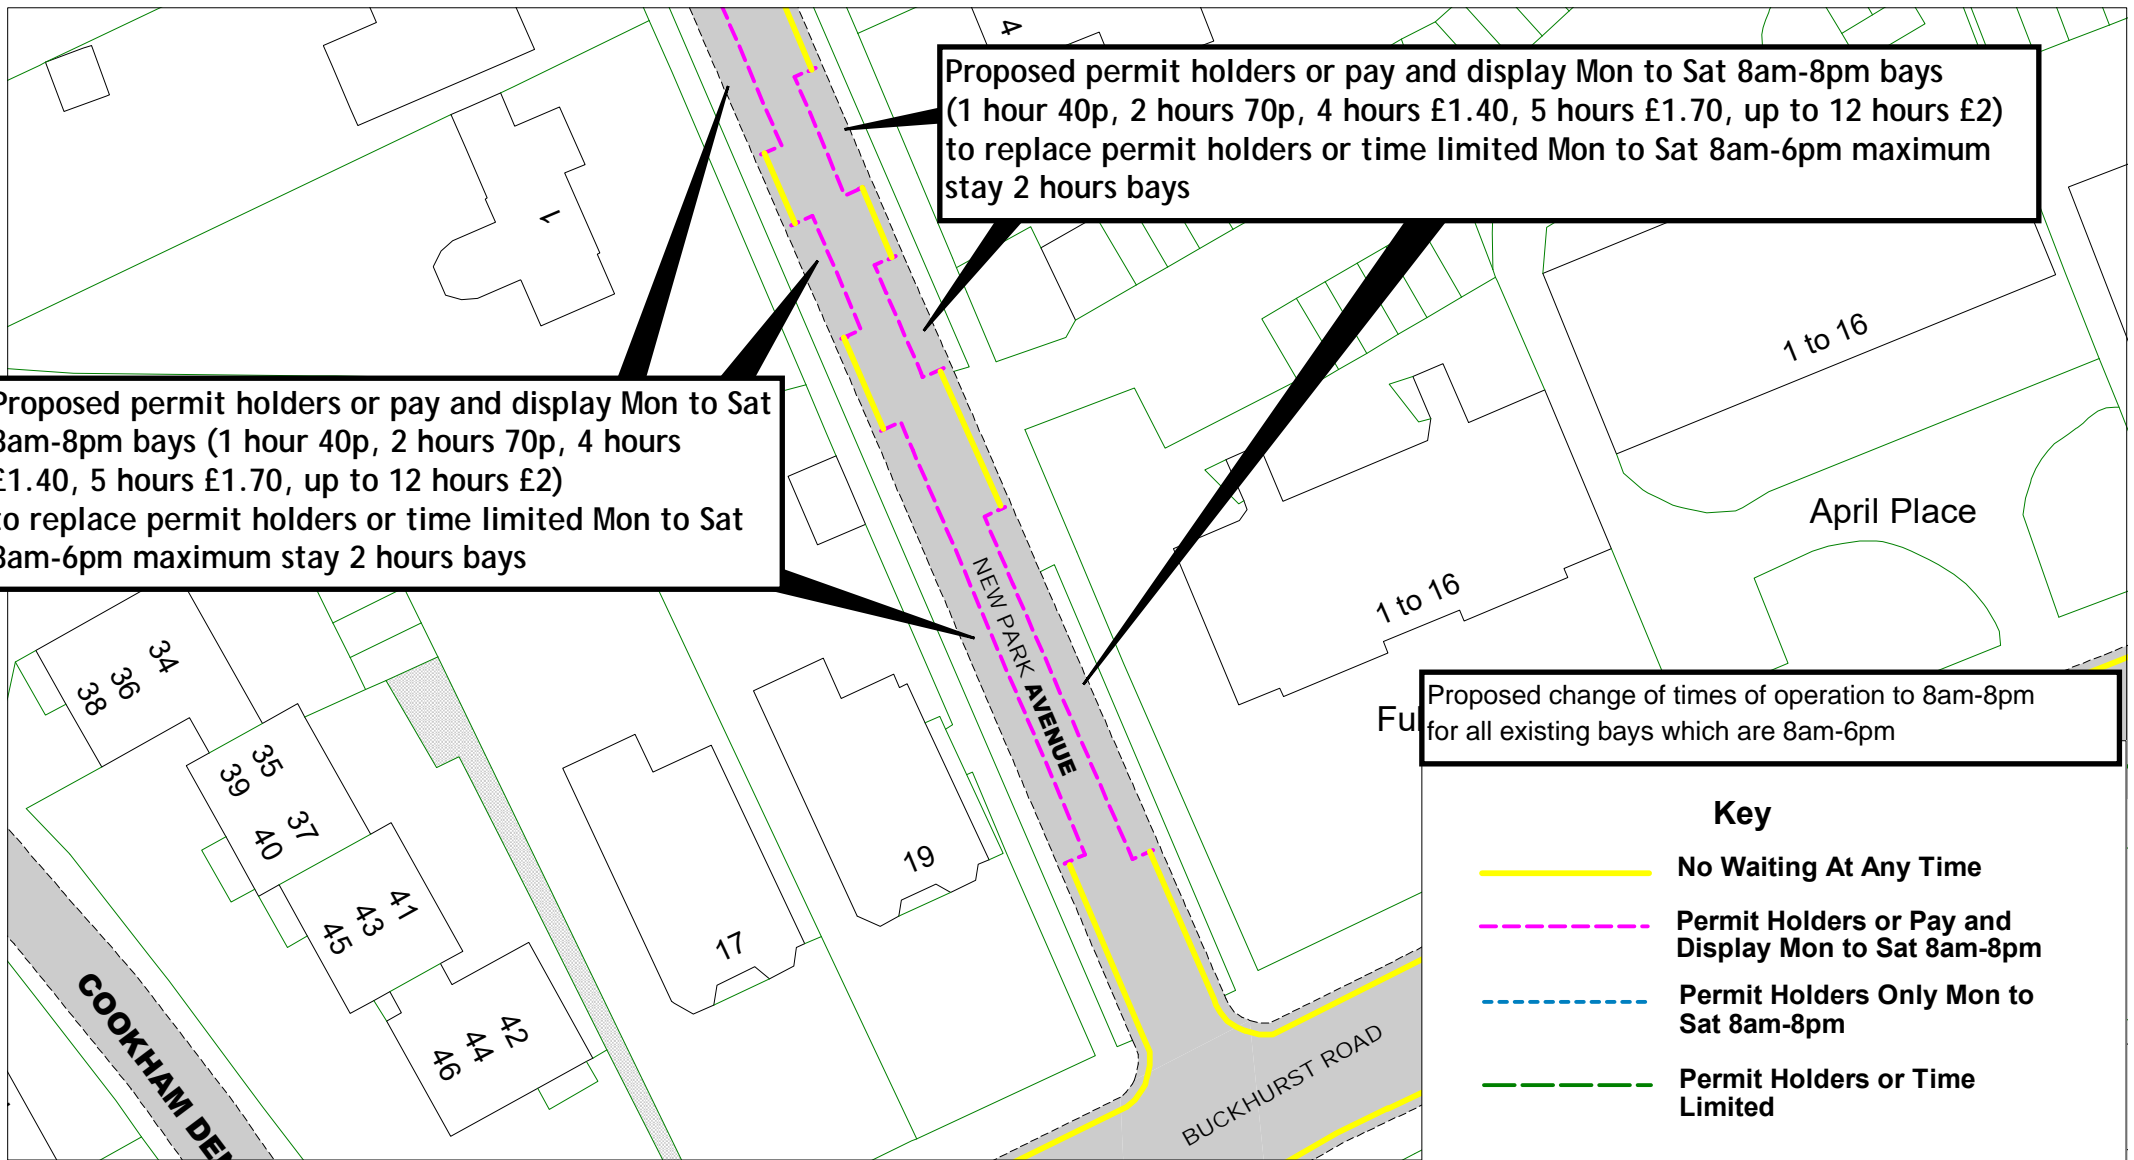 4
Proposed permit holders or pay and display Mon to Sat 8am-8pm bays
(1 hour 40p, 2 hours 70p, 4 hours £1.40, 5 hours £1.70, up to 12 hours £2)
to replace permit holders or time limited Mon to Sat 8am-6pm maximum
stay 2 hours bays
1
1 to 16
Proposed permit holders or pay and display Mon to Sat
8am-8pm bays (1 hour 40p, 2 hours 70p, 4 hours
£1.40, 5 hours £1.70, up to 12 hours £2)
to replace permit holders or time limited Mon to Sat
8am-6pm maximum stay 2 hours bays
April Place
1 to 16
NEW PARK AVENUE
34
36
38
35
39
37
40
41
43
45
42
44
46
17
19
Ful
Proposed change of times of operation to 8am-8pm
for all existing bays which are 8am-6pm
Key
No Waiting At Any Time
Permit Holders or Pay and
Display Mon to Sat 8am-8pm
Permit Holders Only Mon to
Sat 8am-8pm
Permit Holders or Time
Limited
COOKHAM DEN
BUCKHURST ROAD